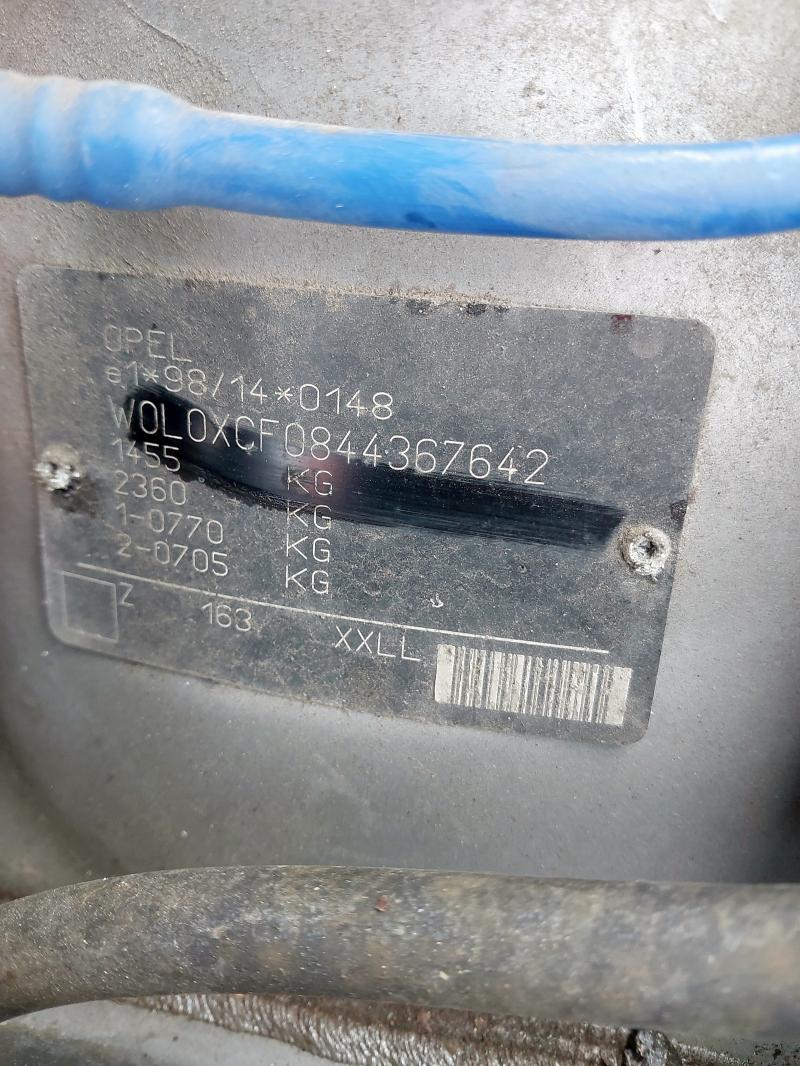 OPEL
e1*98/14*0148
W0L0XCF0844367642
1455 KG
2360 KG
1-0770 KG
2-0705 KG
Z 163 XXLL